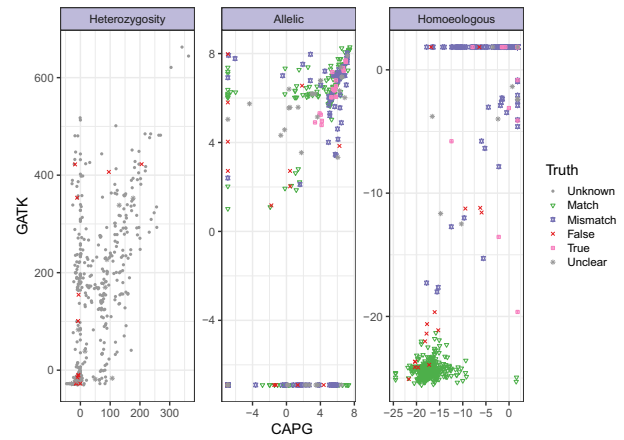 Heterozygosity Allelic Homoeologous
GATK
600
400
200
0
8
4
0
−4
0
−10
−20
0 100 200 300
−4 0 4 8
−25 −20 −15 −10 −5 0
CAPG
Truth
Unknown
Match
Mismatch
False
True
Unclear